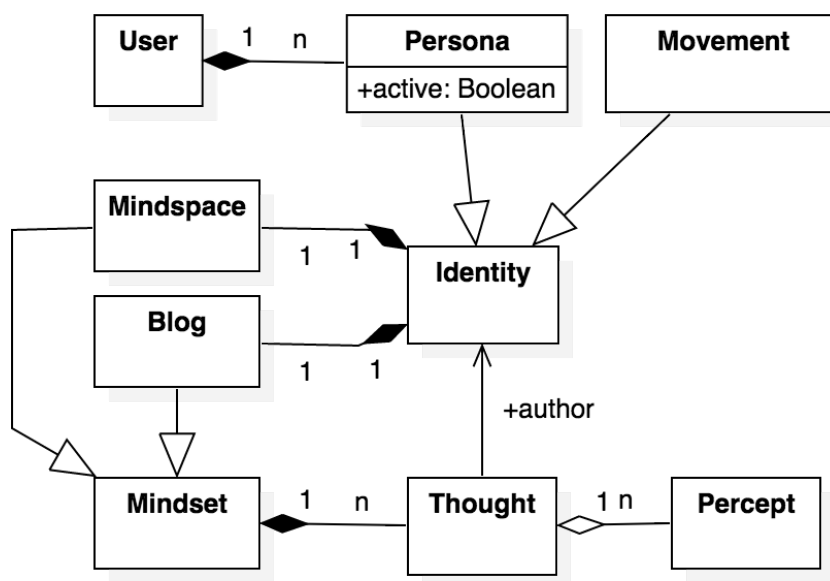 User
1
n
Persona
+active: Boolean
Movement
Mindspace
1
1
Identity
Blog
1
1
+author
Mindset
1
n
Thought
1
n
Percept